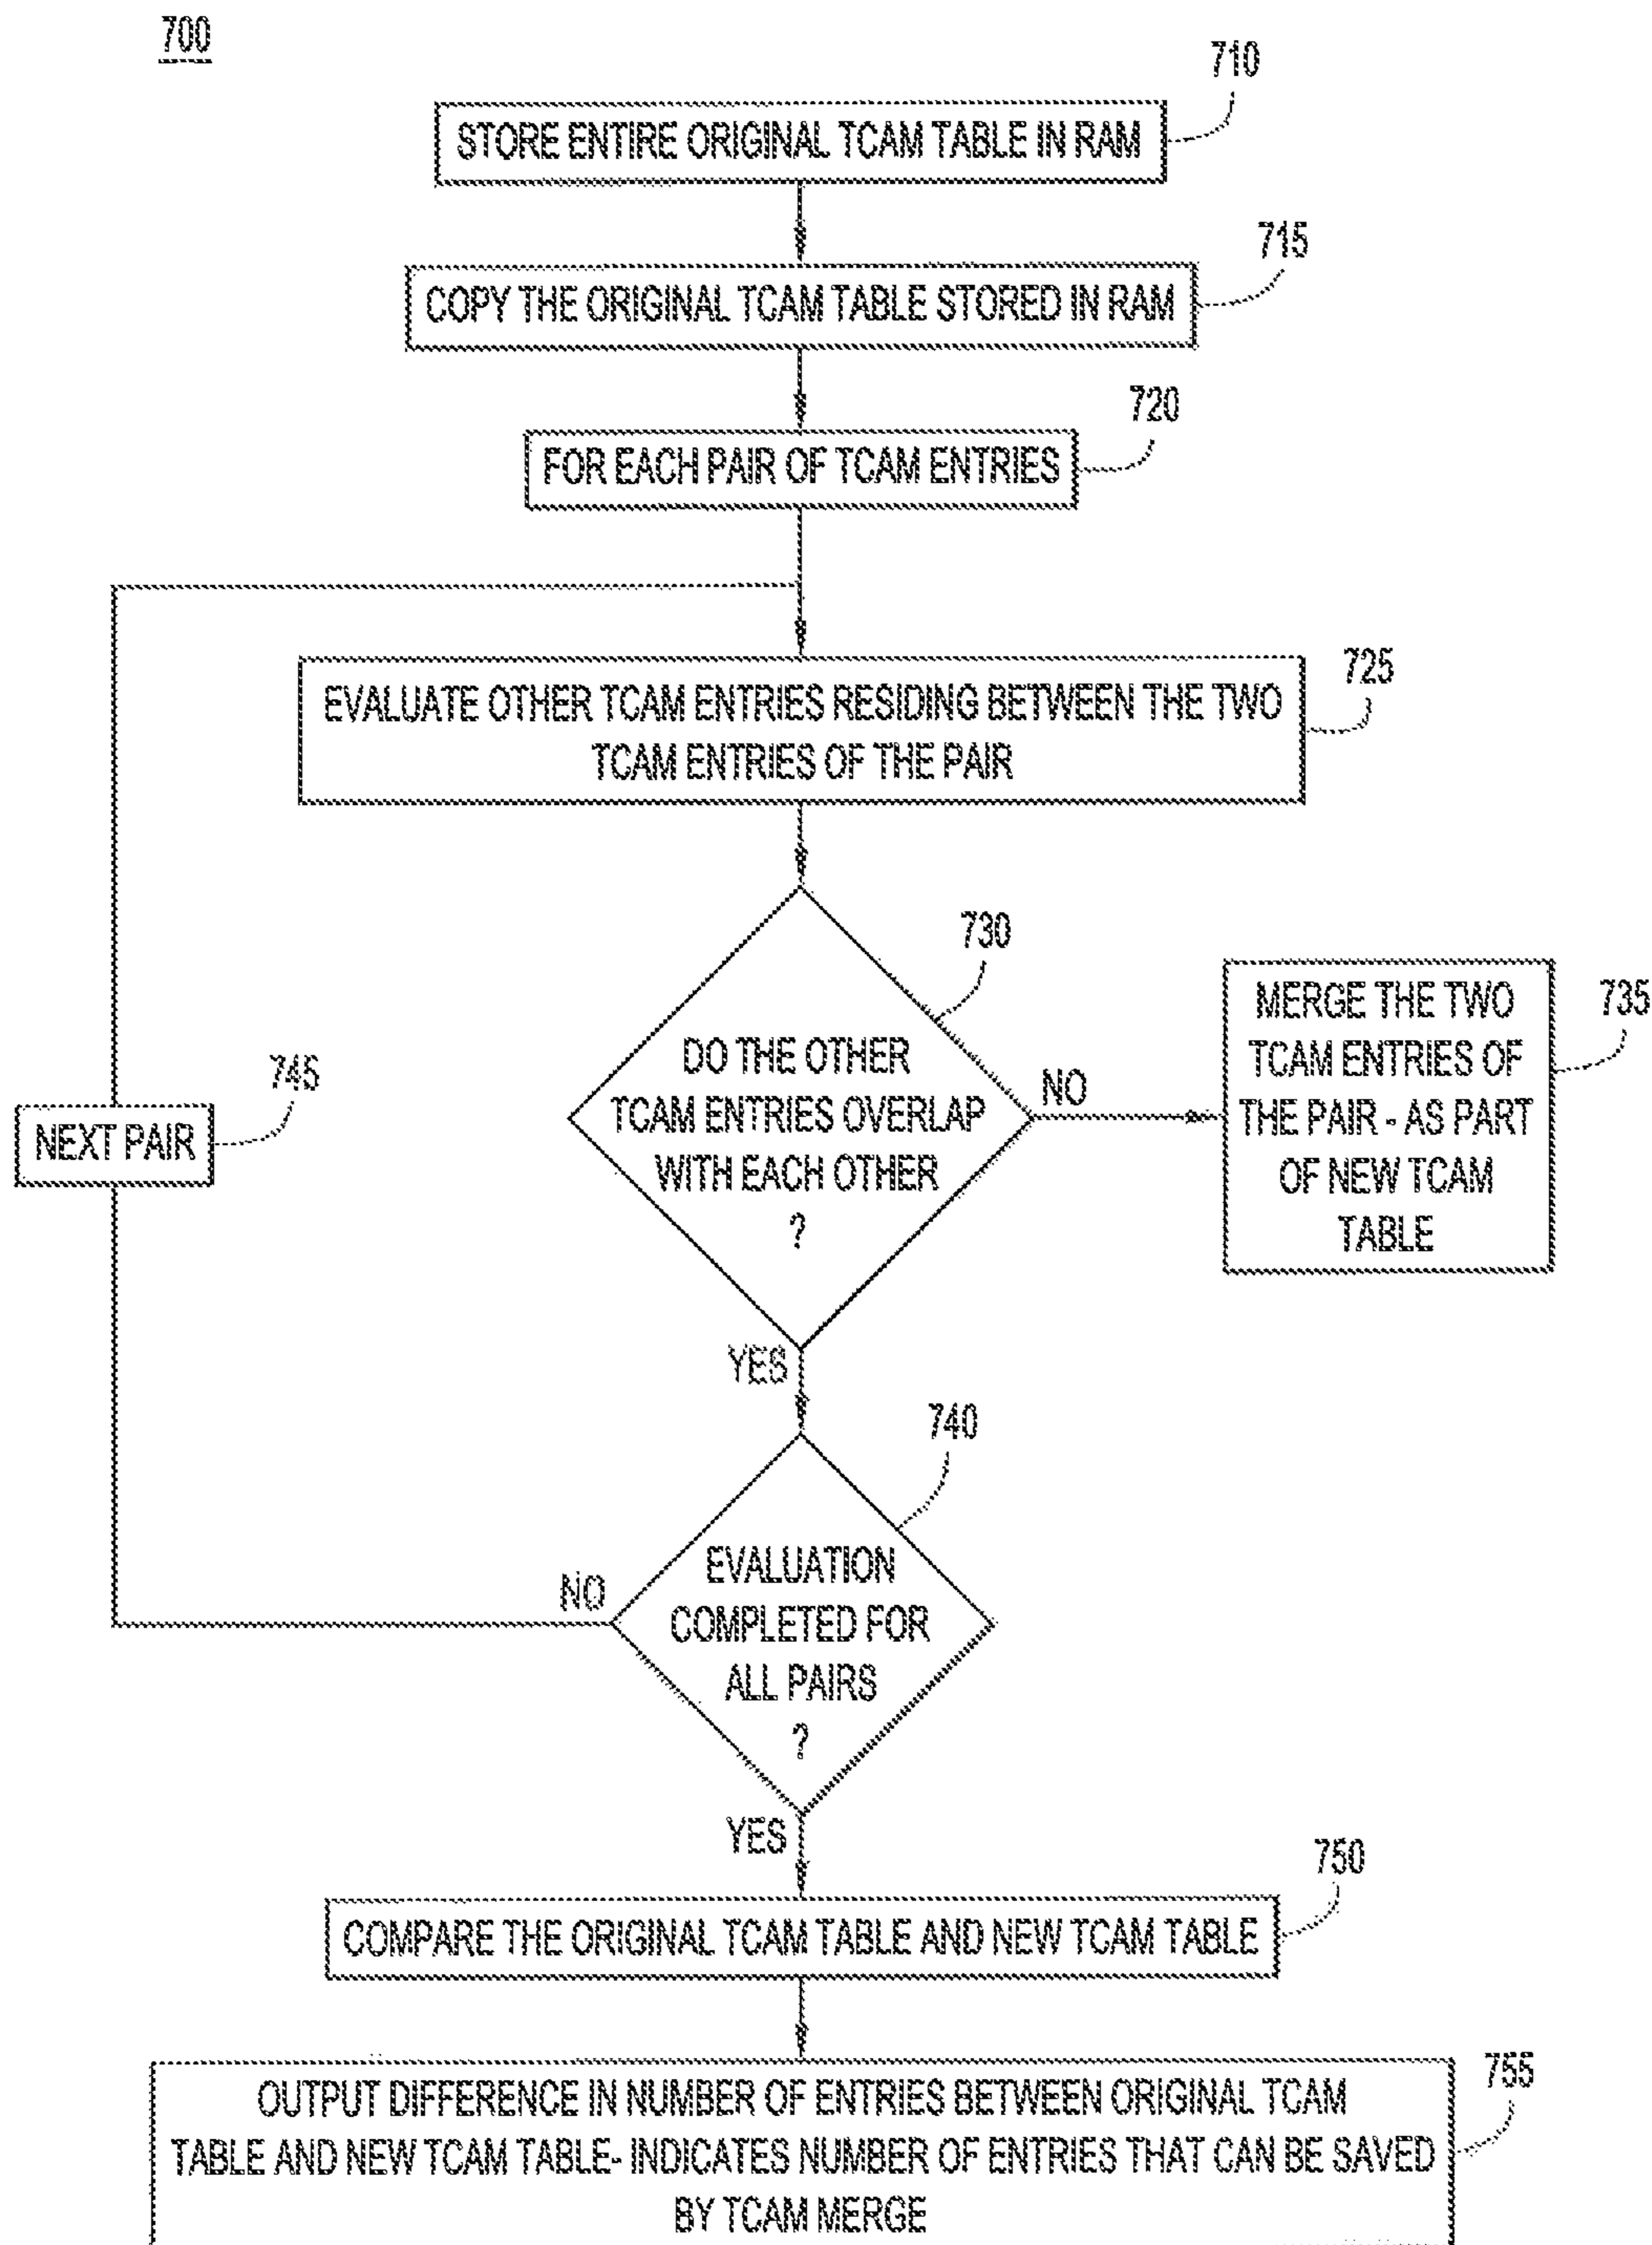 700
710
STORE ENTIRE ORIGINAL TCAM TABLE IN RAM
715
COPY THE ORIGINAL TCAM TABLE STORED IN RAM
720
FOR EACH PAIR OF TCAM ENTRIES
725
EVALUATE OTHER TCAM ENTRIES RESIDING BETWEEN THE TWO
TCAM ENTRIES OF THE PAIR
730
DO THE OTHER
TCAM ENTRIES OVERLAP
WITH EACH OTHER
?
NO
735
MERGE THE TWO
TCAM ENTRIES OF
THE PAIR - AS PART
OF NEW TCAM
TABLE
745
NEXT PAIR
YES
740
EVALUATION
COMPLETED FOR
ALL PAIRS
?
NO
YES
750
COMPARE THE ORIGINAL TCAM TABLE AND NEW TCAM TABLE
755
OUTPUT DIFFERENCE IN NUMBER OF ENTRIES BETWEEN ORIGINAL TCAM
TABLE AND NEW TCAM TABLE- INDICATES NUMBER OF ENTRIES THAT CAN BE SAVED
BY TCAM MERGE